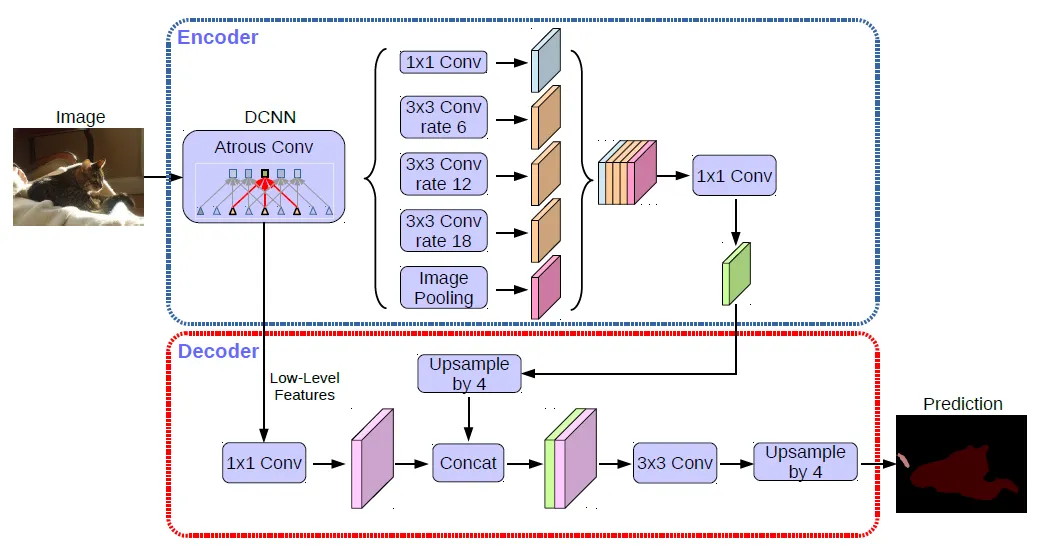 Encoder
Image
DCNN
Atrous Conv
1x1 Conv
3x3 Conv
rate 6
3x3 Conv
rate 12
3x3 Conv
rate 18
Image
Pooling
1x1 Conv
Decoder
Low-Level
Features
Upsample
by 4
1x1 Conv
Concat
3x3 Conv
Upsample
by 4
Prediction